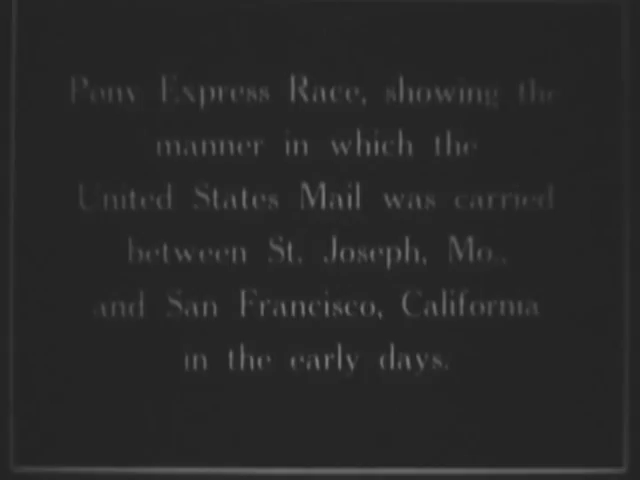 Pony Express Race, showing the
manner in which the
United States Mail was carried
between St. Joseph, Mo.,
and San Francisco, California
in the early days.